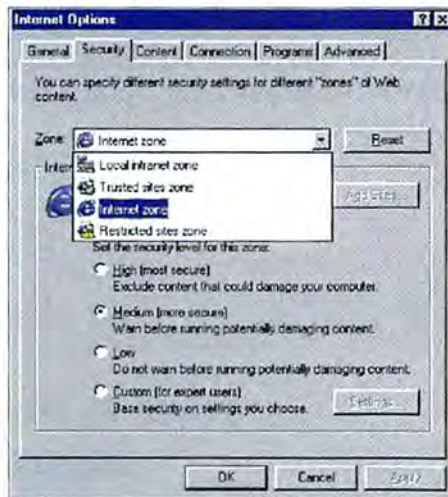 Internet Options
? X
General Security Content Connection Programs Advanced
You can specify different security settings for different "zones" of Web
content.
Zone: Internet zone
Reset
Local intranet zone
Trusted sites zone
Internet zone
Restricted sites zone
Inter
Add Sites...
Set the security level for this zone:
High (most secure)
Exclude content that could damage your computer.
Medium (more secure)
Warn before running potentially damaging content.
Low
Do not warn before running potentially damaging content.
Custom (for expert users)
Base security on settings you choose.
Settings...
OK Cancel Apply